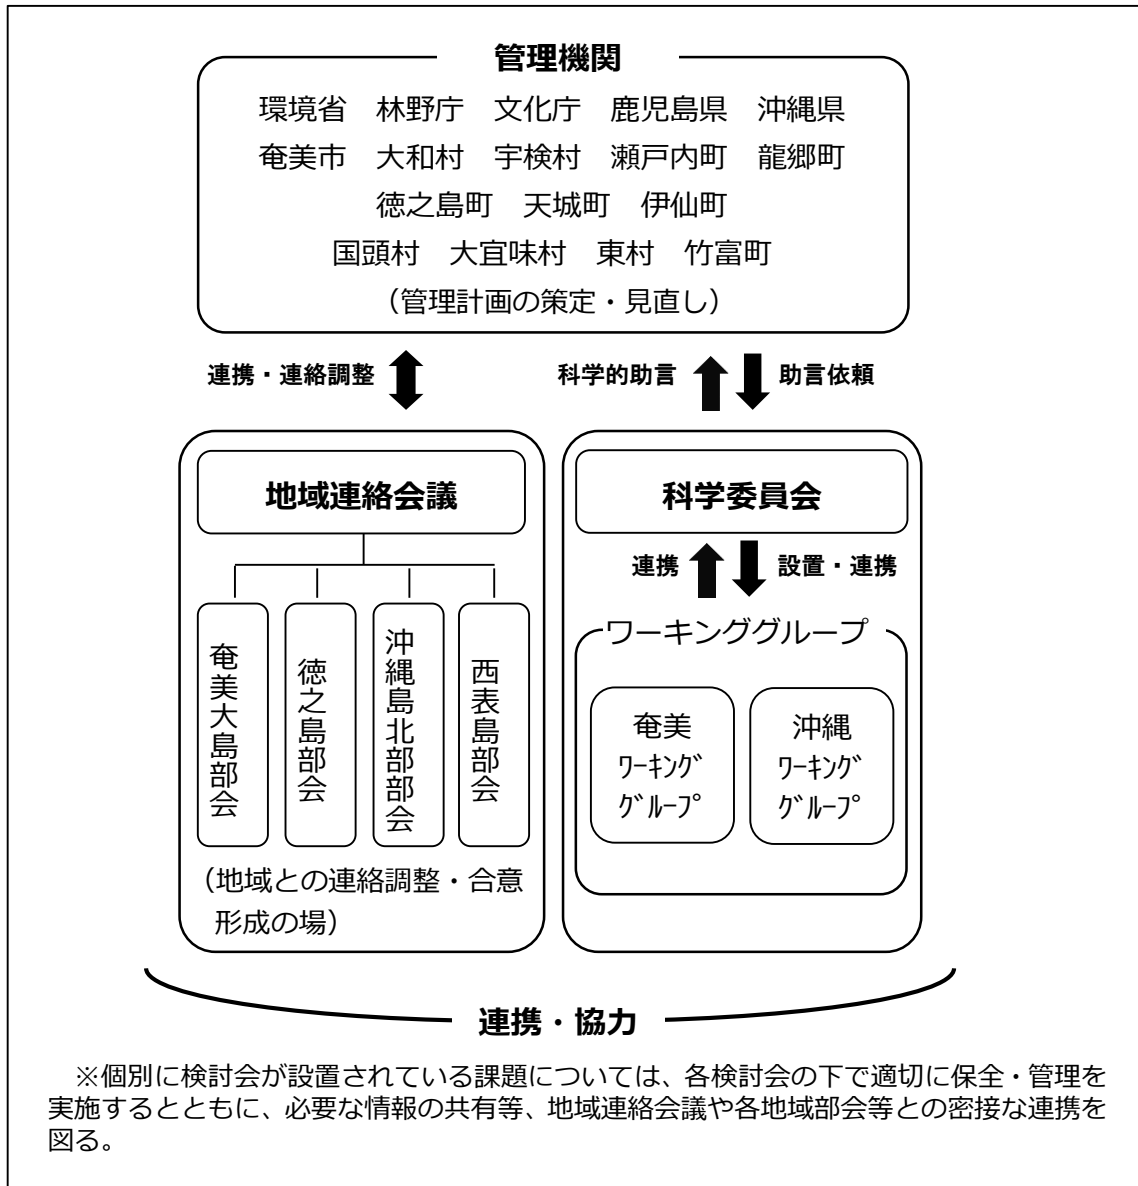 管理機関
環境省 林野庁 文化庁 鹿児島県 沖縄県
奄美市 大和村 宇検村 瀬戸内町 龍郷町
徳之島町 天城町 伊仙町
国頭村 大宜味村 東村 竹富町
（管理計画の策定・見直し）
連携・連絡調整
科学的助言
助言依頼
地域連絡会議
奄美大島部会
徳之島部会
沖縄島北部部会
西表島部会
（地域との連絡調整・合意
形成の場）
科学委員会
連携
設置・連携
ワーキンググループ
奄美
ﾜｰｷﾝｸﾞ
ｸﾞﾙｰﾌﾟ
沖縄
ﾜｰｷﾝｸﾞ
ｸﾞﾙｰﾌﾟ
連携・協力
※個別に検討会が設置されている課題については、各検討会の下で適切に保全・管理を
実施するとともに、必要な情報の共有等、地域連絡会議や各地域部会等との密接な連携を
図る。